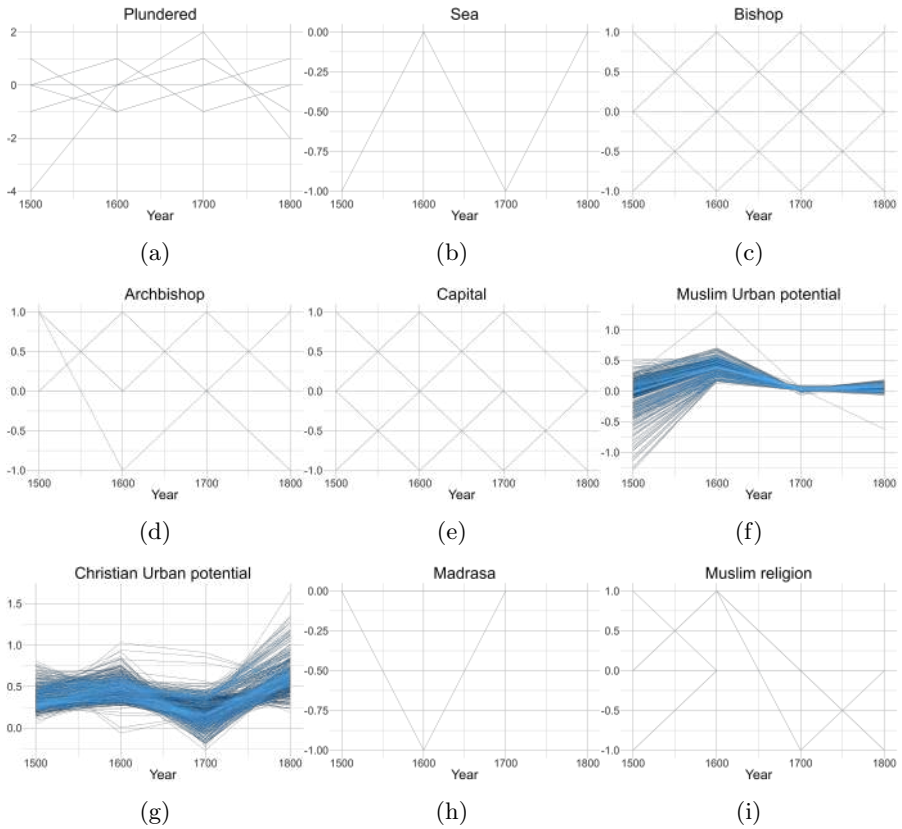 Plundered
2
0
-2
-4
1500 1600 1700 1800
Year
(a)
Sea
0.00
-0.25
-0.50
-0.75
-1.00
1500 1600 1700 1800
Year
(b)
Bishop
1.0
0.5
0.0
-0.5
-1.0
1500 1600 1700 1800
Year
(c)
Archbishop
1.0
0.5
0.0
-0.5
-1.0
1500 1600 1700 1800
Year
(d)
Capital
1.0
0.5
0.0
-0.5
-1.0
1500 1600 1700 1800
Year
(e)
Muslim Urban potential
1.0
0.5
0.0
-0.5
-1.0
1500 1600 1700 1800
Year
(f)
Christian Urban potential
1.5
1.0
0.5
0.0
1500 1600 1700 1800
Year
(g)
Madrasa
0.00
-0.25
-0.50
-0.75
-1.00
1500 1600 1700 1800
Year
(h)
Muslim religion
1.0
0.5
0.0
-0.5
-1.0
1500 1600 1700 1800
Year
(i)